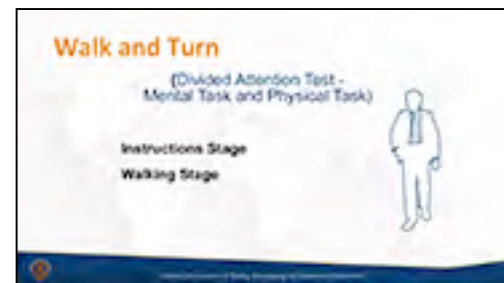 Walk and Turn
(Divided Attention Test -
Mental Task and Physical Task)
Instructions Stage
Walking Stage